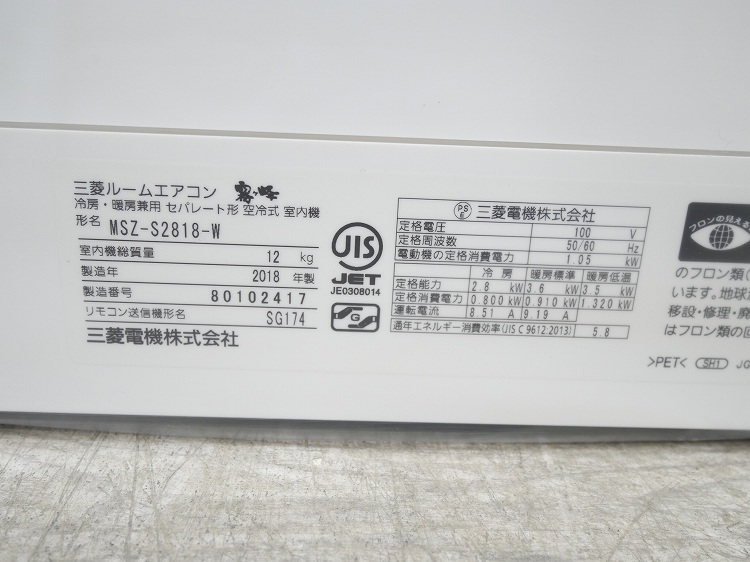 三菱ルームエアコン 霧ヶ峰
冷房・暖房兼用 セパレート形 空冷式 室内機
形名 MSZ-S2818-W
室内機総質量 12 kg
製造年 2018 年製
製造番号 80102417
リモコン送信機形名 SG174
三菱電機株式会社
JIS
JET
JE0308014
G
PSE 三菱電機株式会社
定格電圧 100 V
定格周波数 50/60 Hz
電動機の定格消費電力 1.05 kW
冷房 暖房標準 暖房低温
定格能力 2.8 kW 3.6 kW 3.5 kW
定格消費電力 0.800 kW 0.910 kW 1.320 kW
運転電流 8.51 A 9.19 A
通年エネルギー消費効率(JIS C 9612:2013) 5.8
フロンの見える
のフロン類(
います。地球
移設・修理・廃
はフロン類の回
>PET< SH1 JG